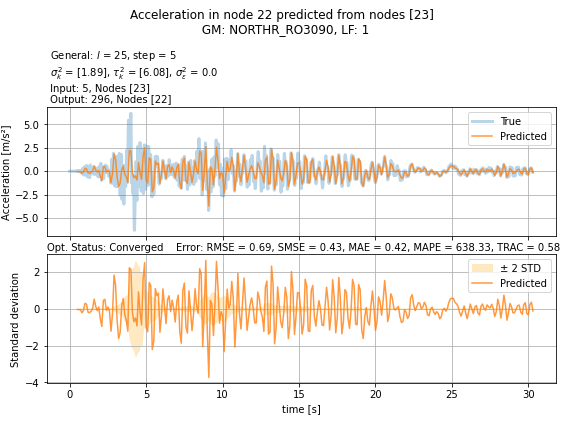 Acceleration in node 22 predicted from nodes [23]
GM: NORTHR_RO3090, LF: 1
General: l = 25, step = 5
σ²ₖ = [1.89], τ²ₖ = [6.08], σ²ε = 0.0
Input: 5, Nodes [23]
Output: 296, Nodes [22]
Acceleration [m/s²]
5.0
2.5
0.0
−2.5
−5.0
True
Predicted
Opt. Status: Converged Error: RMSE = 0.69, SMSE = 0.43, MAE = 0.42, MAPE = 638.33, TRAC = 0.58
Standard deviation
2
0
−2
−4
± 2 STD
Predicted
0 5 10 15 20 25 30
time [s]